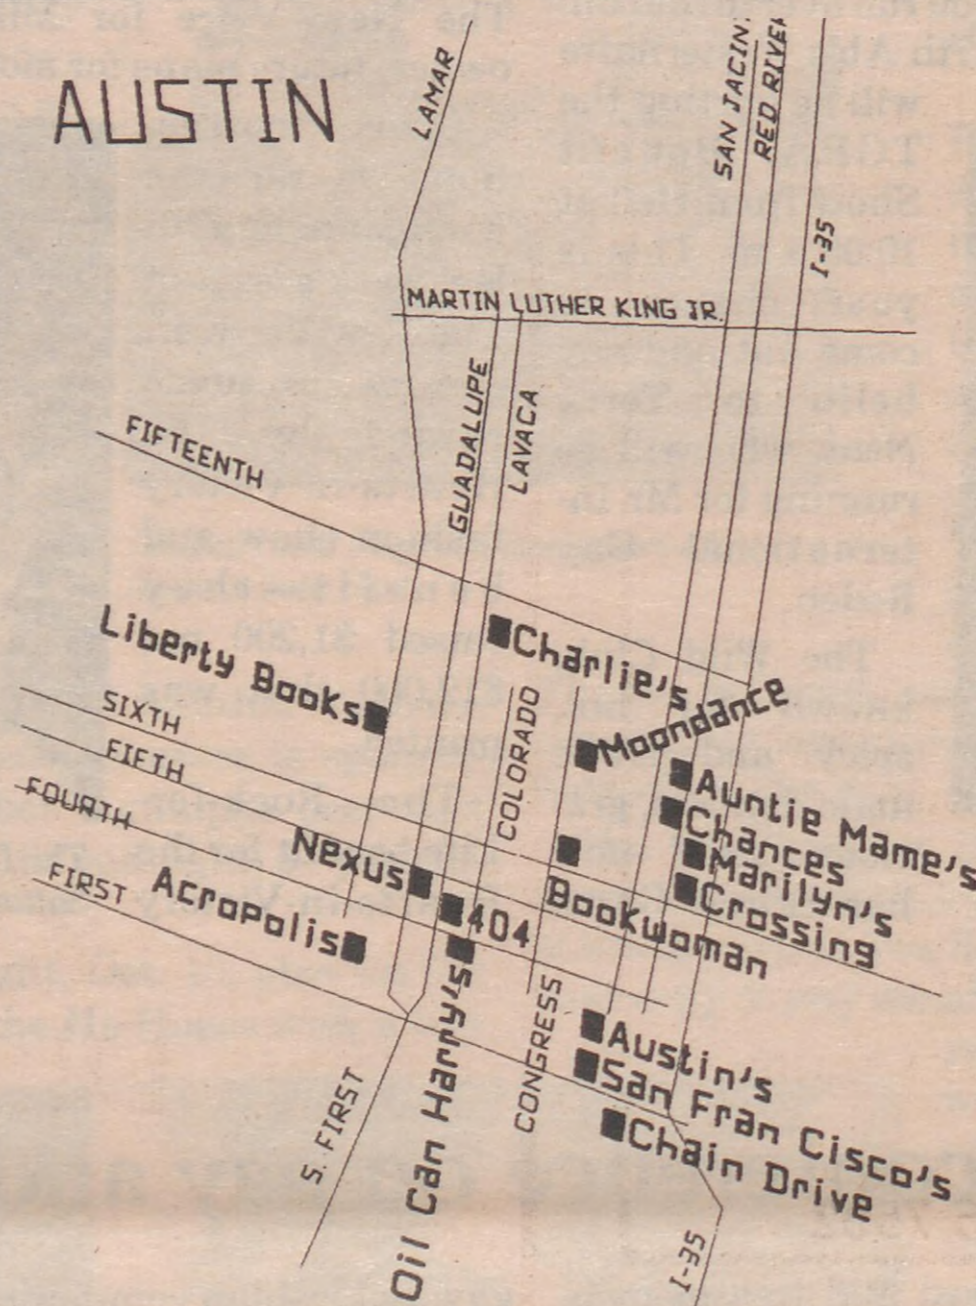 AUSTIN
LAMAR
SAN JACIN
RED RIVER
I-35
MARTIN LUTHER KING JR.
GUADALUPE
LAVACA
FIFTEENTH
Liberty Books
Charlie's
Moondance
SIXTH
FIFTH
FOURTH
FIRST
COLORADO
Auntie Mame's
Chances
Marilyn's
Crossing
Nexus
Acropolis
404
Bookwoman
Oil Can Harry's
CONGRESS
Austin's
San Fran Cisco's
Chain Drive
S. FIRST
I-35